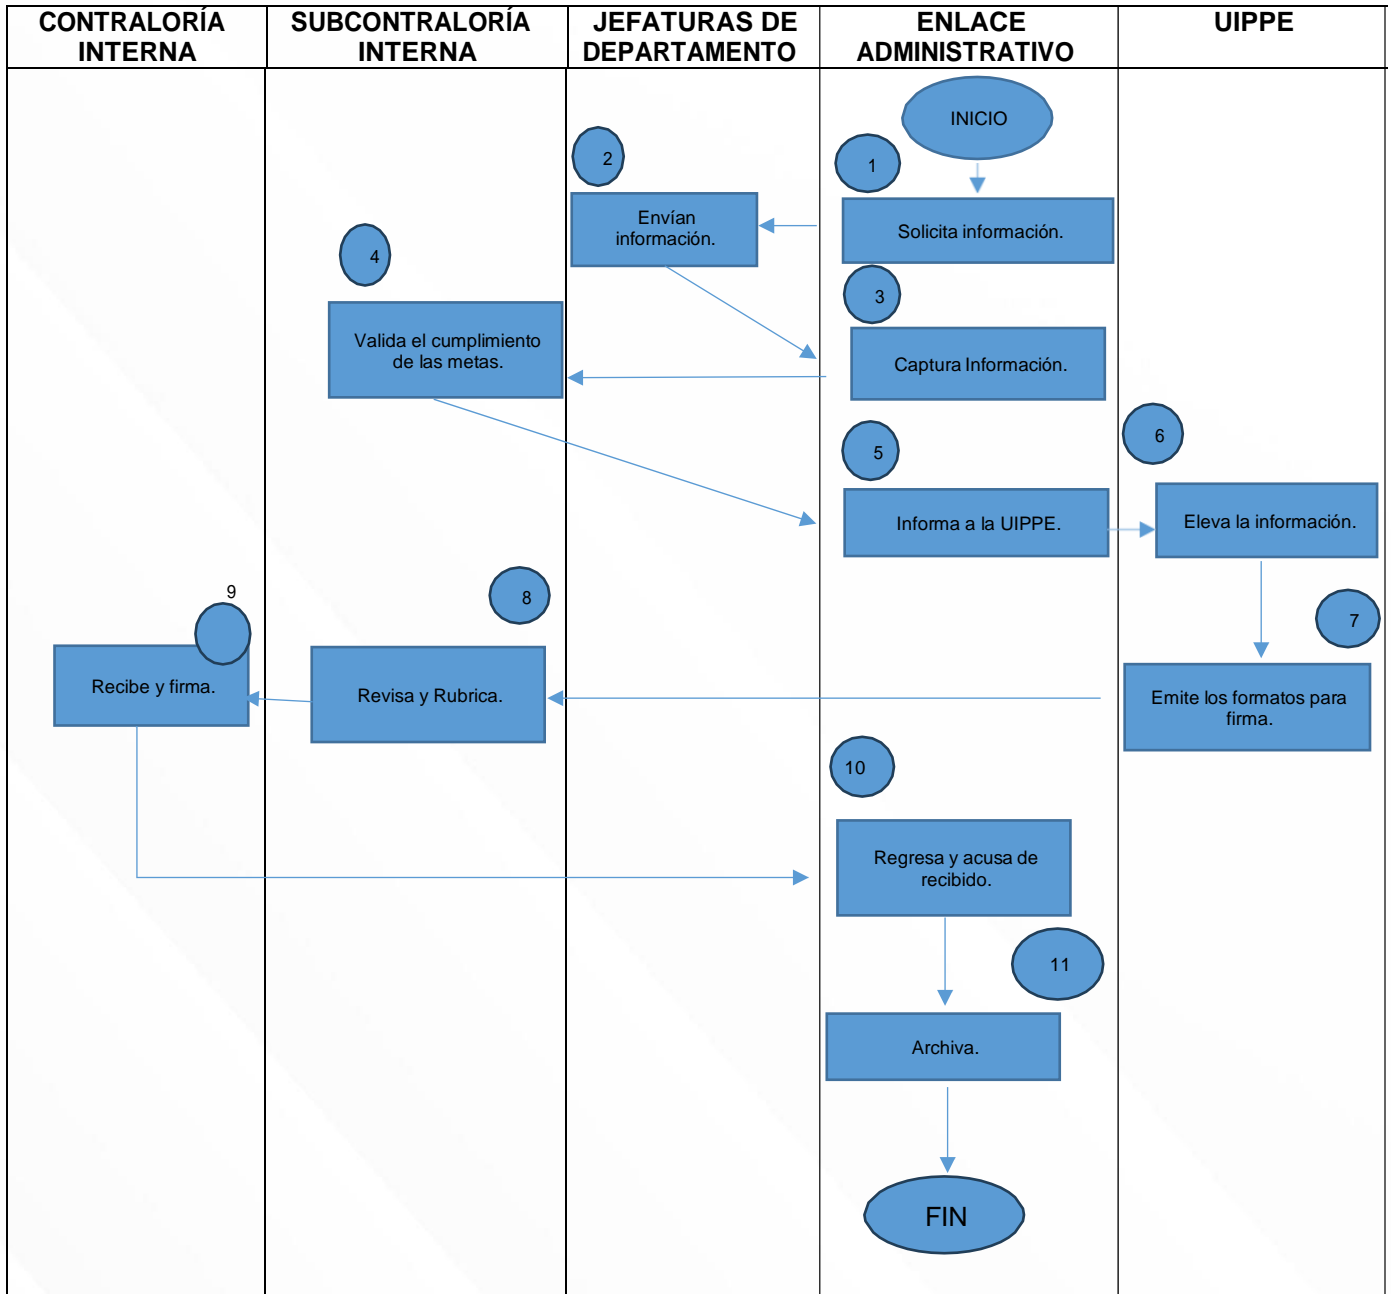 CONTRALORÍA
INTERNA
SUBCONTRALORÍA
INTERNA
JEFATURAS DE
DEPARTAMENTO
ENLACE
ADMINISTRATIVO
UIPPE
INICIO
1
Solicita información.
2
Envían
información.
3
Captura Información.
4
Valida el cumplimiento
de las metas.
5
Informa a la UIPPE.
6
Eleva la información.
7
Emite los formatos para
firma.
8
Revisa y Rubrica.
9
Recibe y firma.
10
Regresa y acusa de
recibido.
11
Archiva.
FIN